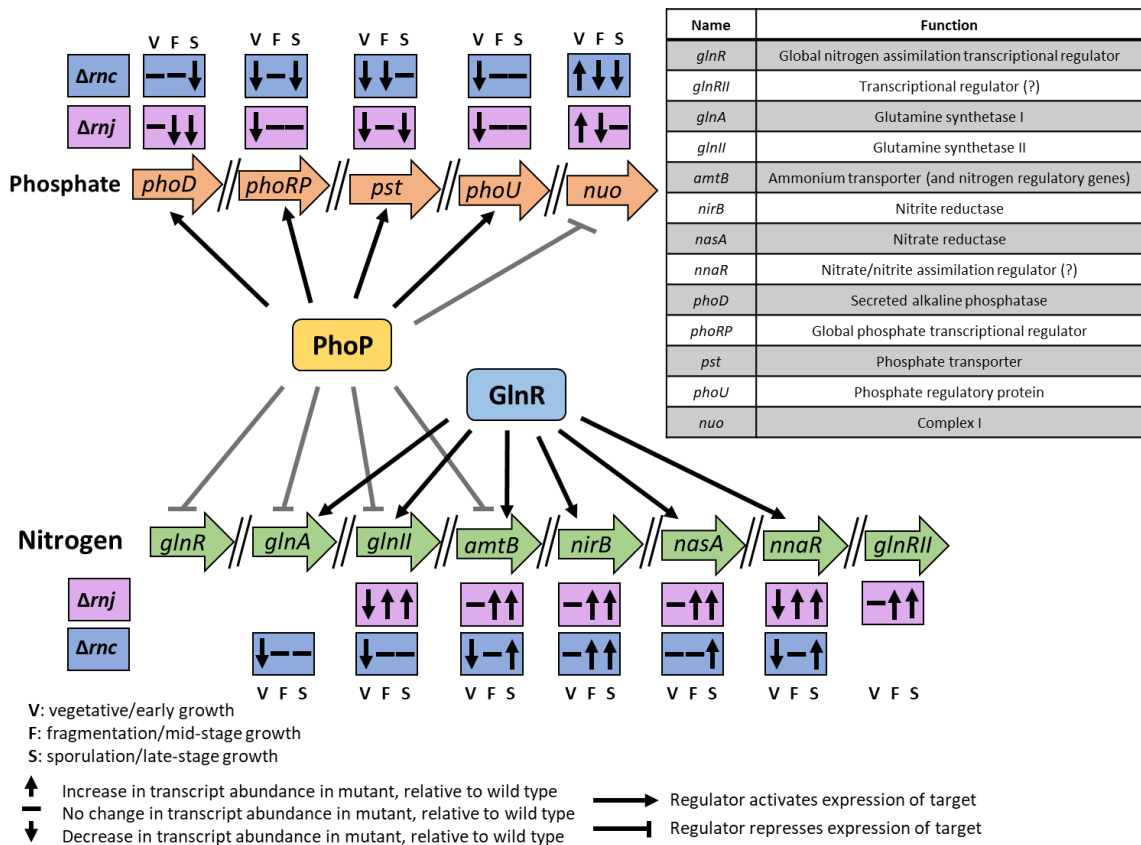 V F S V F S V F S V F S V F S
Δrnc
Δrnj
Phosphate phoD phoRP pst phoU nuo
PhoP
GlnR
Nitrogen glnR glnA glnII amtB nirB nasA nnaR glnRII
Δrnj
Δrnc
V F S V F S V F S V F S V F S V F S V F S
V: vegetative/early growth
F: fragmentation/mid-stage growth
S: sporulation/late-stage growth
Increase in transcript abundance in mutant, relative to wild type
No change in transcript abundance in mutant, relative to wild type
Decrease in transcript abundance in mutant, relative to wild type
Regulator activates expression of target
Regulator represses expression of target
Name Function
glnR Global nitrogen assimilation transcriptional regulator
glnRII Transcriptional regulator (?)
glnA Glutamine synthetase I
glnII Glutamine synthetase II
amtB Ammonium transporter (and nitrogen regulatory genes)
nirB Nitrite reductase
nasA Nitrate reductase
nnaR Nitrate/nitrite assimilation regulator (?)
phoD Secreted alkaline phosphatase
phoRP Global phosphate transcriptional regulator
pst Phosphate transporter
phoU Phosphate regulatory protein
nuo Complex I